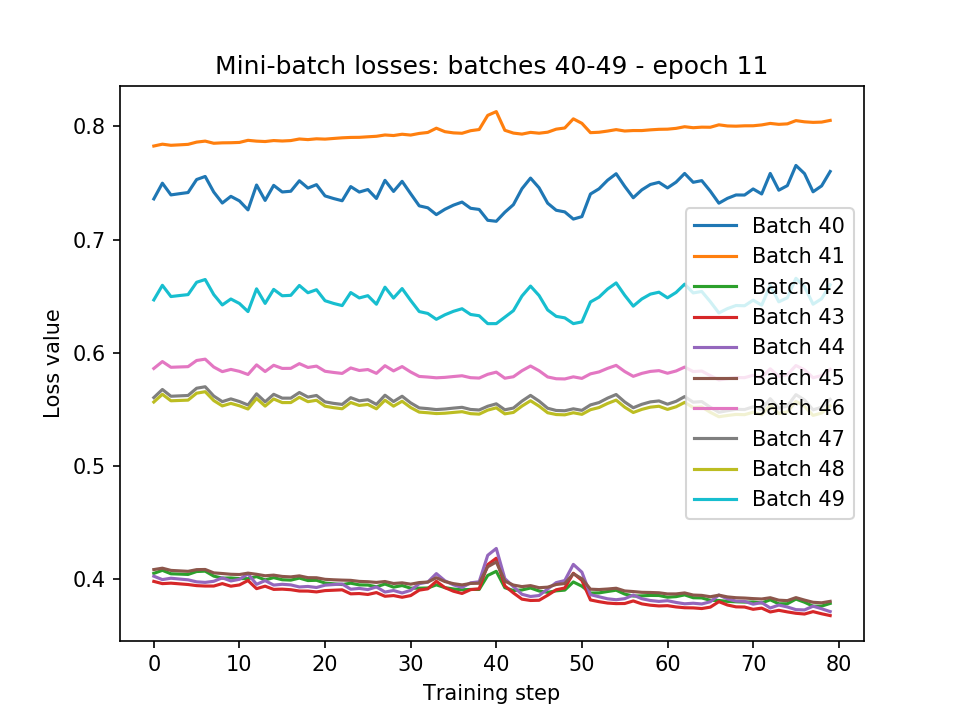 Mini-batch losses: batches 40-49 - epoch 11
Loss value
0.8
0.7
0.6
0.5
0.4
Batch 40
Batch 41
Batch 42
Batch 43
Batch 44
Batch 45
Batch 46
Batch 47
Batch 48
Batch 49
0 10 20 30 40 50 60 70 80
Training step